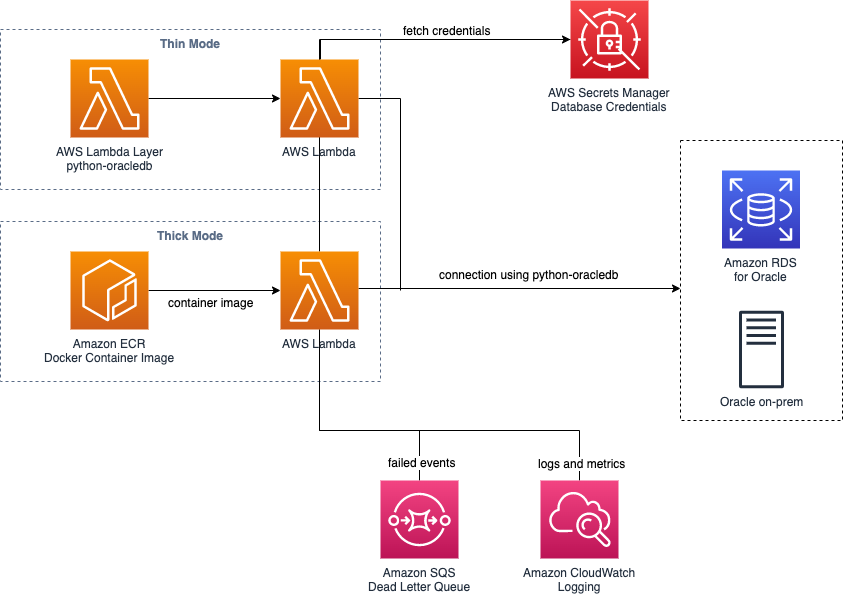 fetch credentials
Thin Mode
AWS Secrets Manager
Database Credentials
AWS Lambda Layer
python-oracledb
AWS Lambda
Thick Mode
Amazon RDS
for Oracle
connection using python-oracledb
container image
Amazon ECR
Docker Container Image
AWS Lambda
Oracle on-prem
failed events
logs and metrics
Amazon SQS
Dead Letter Queue
Amazon CloudWatch
Logging